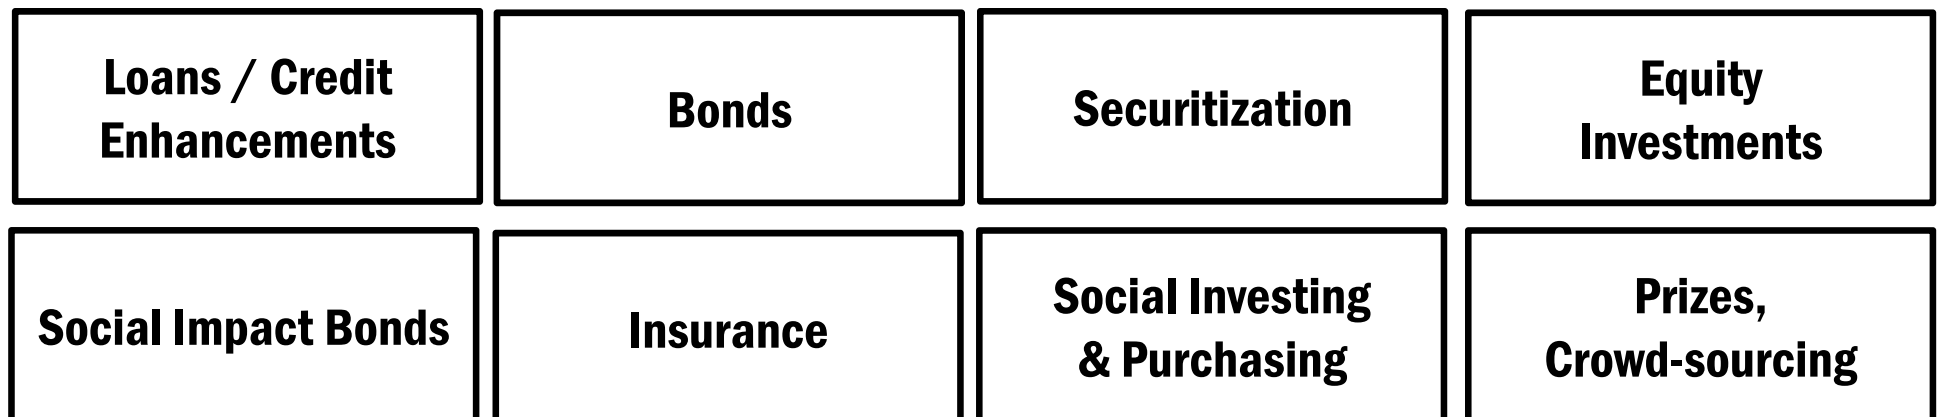 Loans / Credit
Enhancements
Bonds
Securitization
Equity
Investments
Social Impact Bonds
Insurance
Social Investing
& Purchasing
Prizes,
Crowd-sourcing